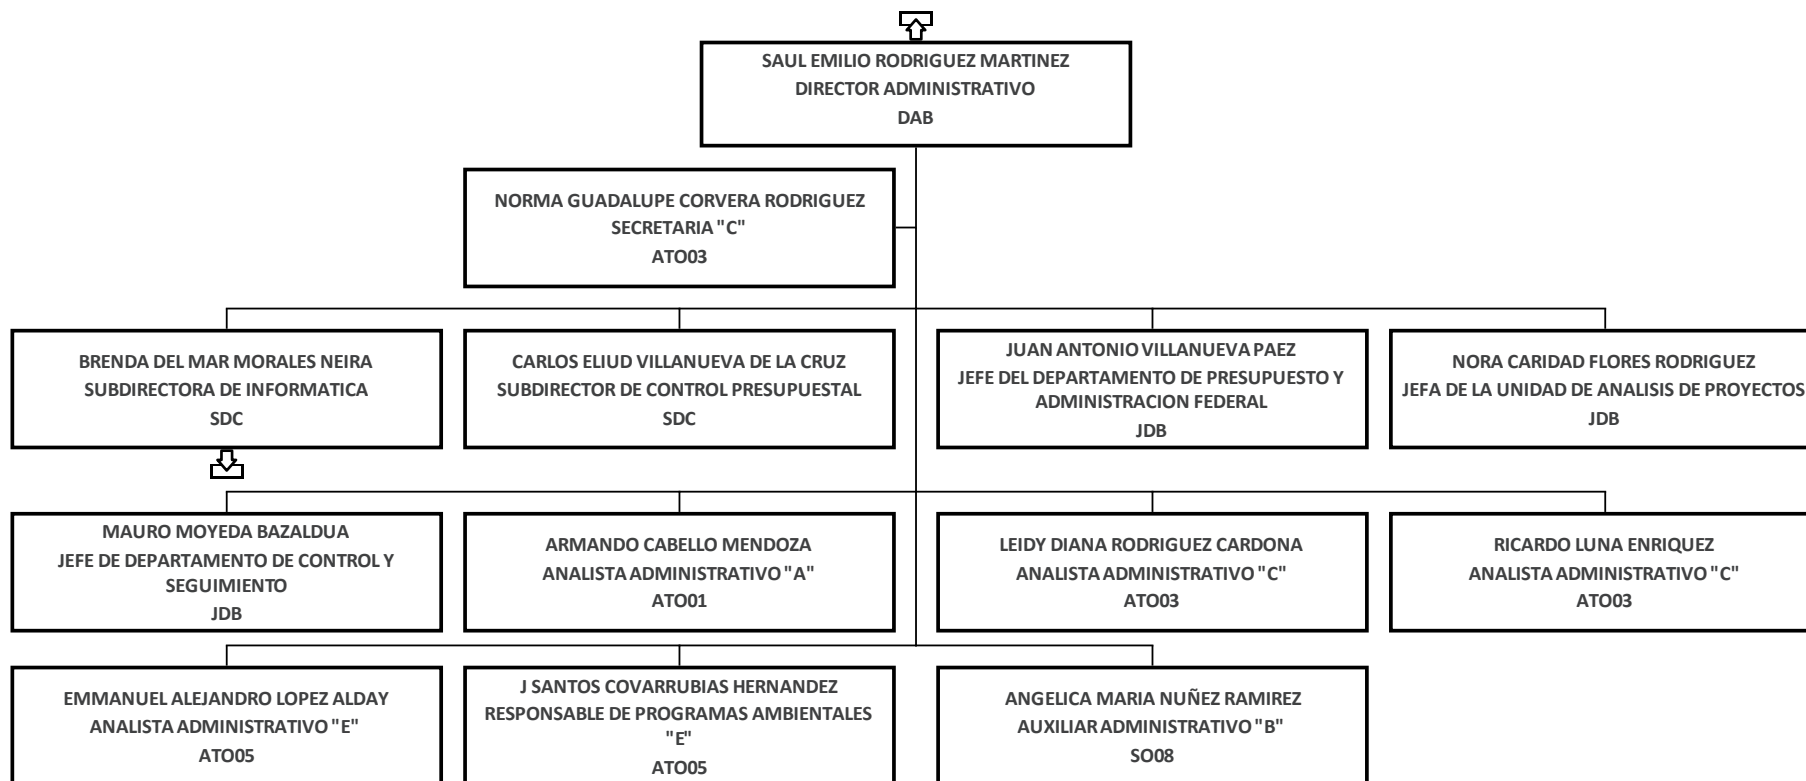 SAUL EMILIO RODRIGUEZ MARTINEZ
DIRECTOR ADMINISTRATIVO
DAB
NORMA GUADALUPE CORVERA RODRIGUEZ
SECRETARIA "C"
ATO03
BRENDA DEL MAR MORALES NEIRA
SUBDIRECTORA DE INFORMATICA
SDC
CARLOS ELIUD VILLANUEVA DE LA CRUZ
SUBDIRECTOR DE CONTROL PRESUPUESTAL
SDC
JUAN ANTONIO VILLANUEVA PAEZ
JEFE DEL DEPARTAMENTO DE PRESUPUESTO Y
ADMINISTRACION FEDERAL
JDB
NORA CARIDAD FLORES RODRIGUEZ
JEFA DE LA UNIDAD DE ANALISIS DE PROYECTOS
JDB
MAURO MOYEDA BAZALDUA
JEFE DE DEPARTAMENTO DE CONTROL Y
SEGUIMIENTO
JDB
ARMANDO CABELLO MENDOZA
ANALISTA ADMINISTRATIVO "A"
ATO01
LEIDY DIANA RODRIGUEZ CARDONA
ANALISTA ADMINISTRATIVO "C"
ATO03
RICARDO LUNA ENRIQUEZ
ANALISTA ADMINISTRATIVO "C"
ATO03
EMMANUEL ALEJANDRO LOPEZ ALDAY
ANALISTA ADMINISTRATIVO "E"
ATO05
J SANTOS COVARRUBIAS HERNANDEZ
RESPONSABLE DE PROGRAMAS AMBIENTALES
"E"
ATO05
ANGELICA MARIA NUÑEZ RAMIREZ
AUXILIAR ADMINISTRATIVO "B"
SO08